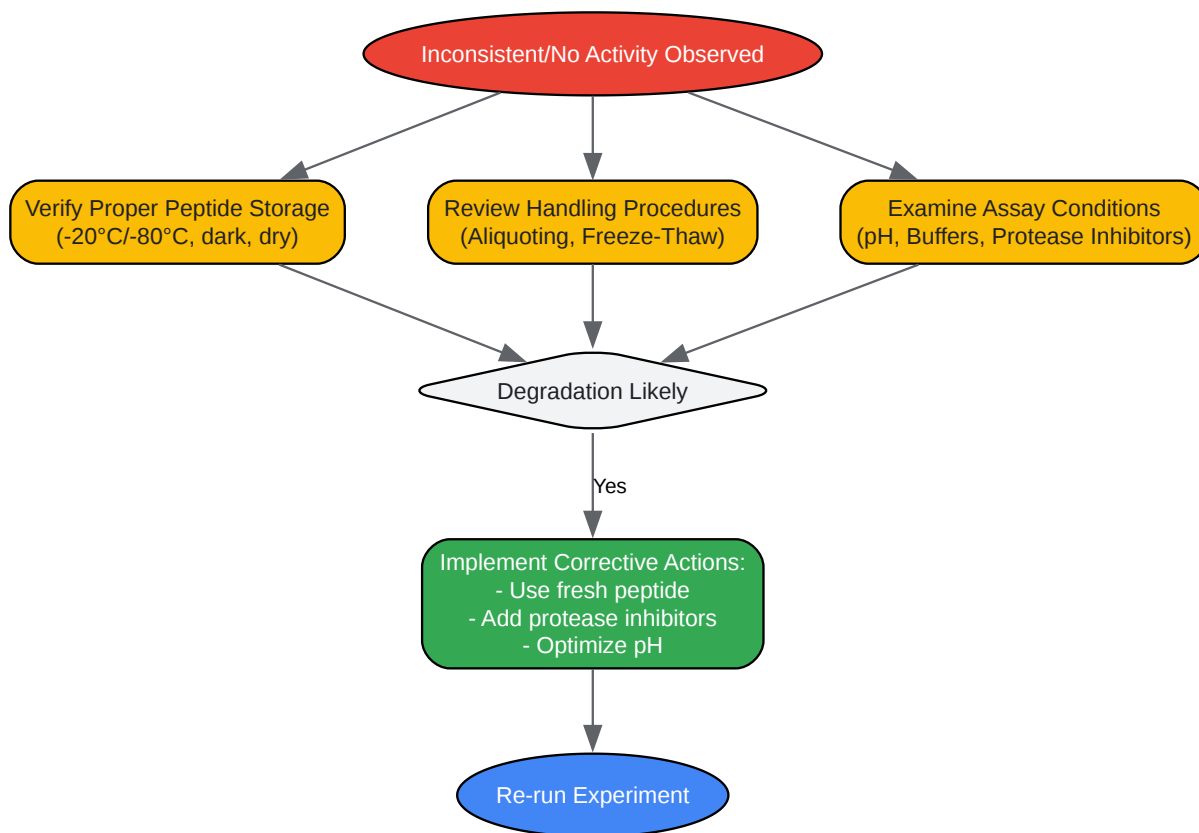 Inconsistent/No Activity Observed
Verify Proper Peptide Storage
(-20°C/-80°C, dark, dry)
Review Handling Procedures
(Aliquoting, Freeze-Thaw)
Examine Assay Conditions
(pH, Buffers, Protease Inhibitors)
Degradation Likely
Yes
Implement Corrective Actions:
- Use fresh peptide
- Add protease inhibitors
- Optimize pH
Re-run Experiment